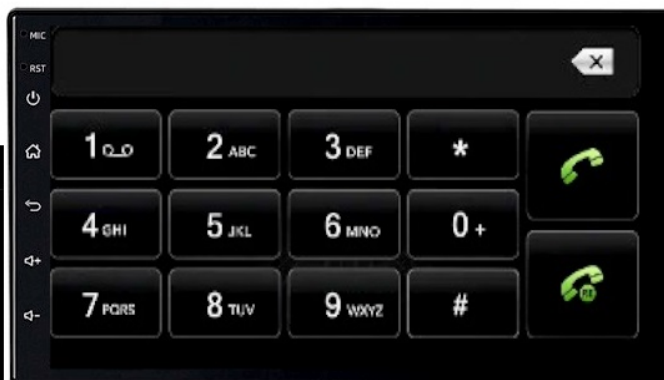 MIC
RST
1
2 ABC
3 DEF
*
4 GHI
5 JKL
6 MNO
0 +
7 PQRS
8 TUV
9 WXYZ
#
RE